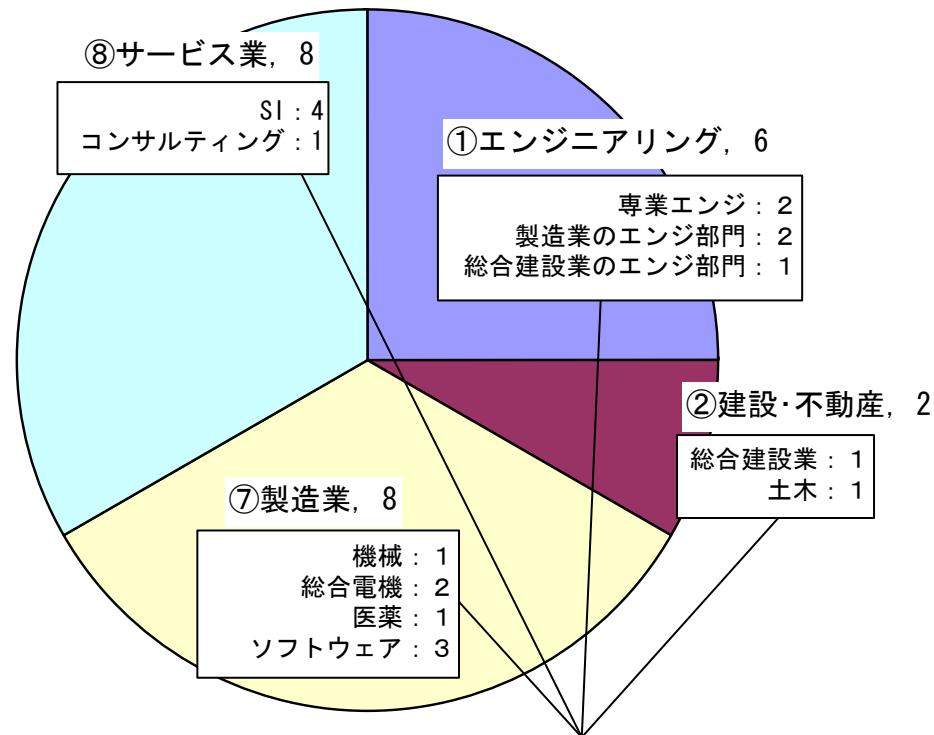 ⑧サービス業, 8
SI：4
コンサルティング：1
①エンジニアリング, 6
専業エンジ：2
製造業のエンジ部門：2
総合建設業のエンジ部門：1
②建設・不動産, 2
総合建設業：1
土木：1
⑦製造業, 8
機械：1
総合電機：2
医薬：1
ソフトウェア：3